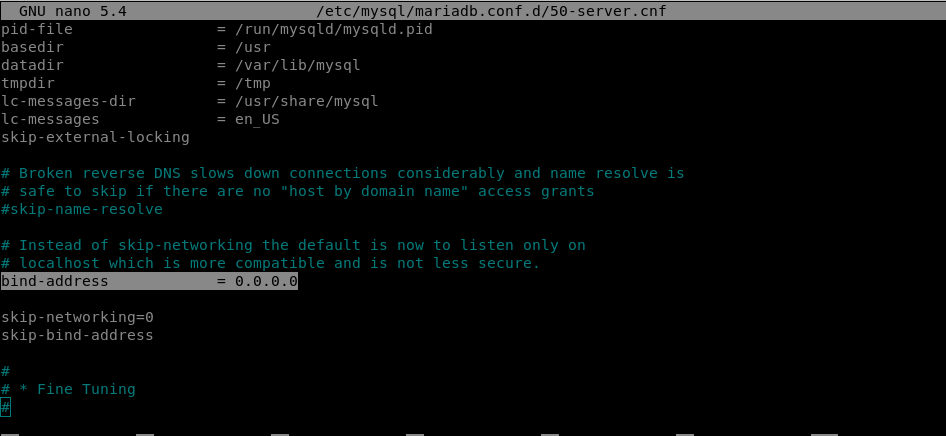 GNU nano 5.4 /etc/mysql/mariadb.conf.d/50-server.cnf
pid-file = /run/mysqld/mysqld.pid
basedir = /usr
datadir = /var/lib/mysql
tmpdir = /tmp
lc-messages-dir = /usr/share/mysql
lc-messages = en_US
skip-external-locking
# Broken reverse DNS slows down connections considerably and name resolve is
# safe to skip if there are no "host by domain name" access grants
#skip-name-resolve
# Instead of skip-networking the default is now to listen only on
# localhost which is more compatible and is not less secure.
bind-address = 0.0.0.0
skip-networking=0
skip-bind-address
#
# * Fine Tuning
#